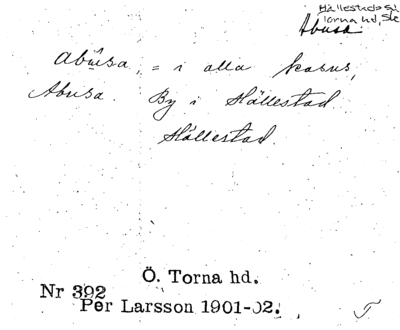 Hällestads sn
Torna hd, Sk
Abusa
abusa, = i alla kasus,
Abusa. By i Hällestad
Hällestad.
Ö. Torna hd.
Nr 392
Per Larsson 1901-02.